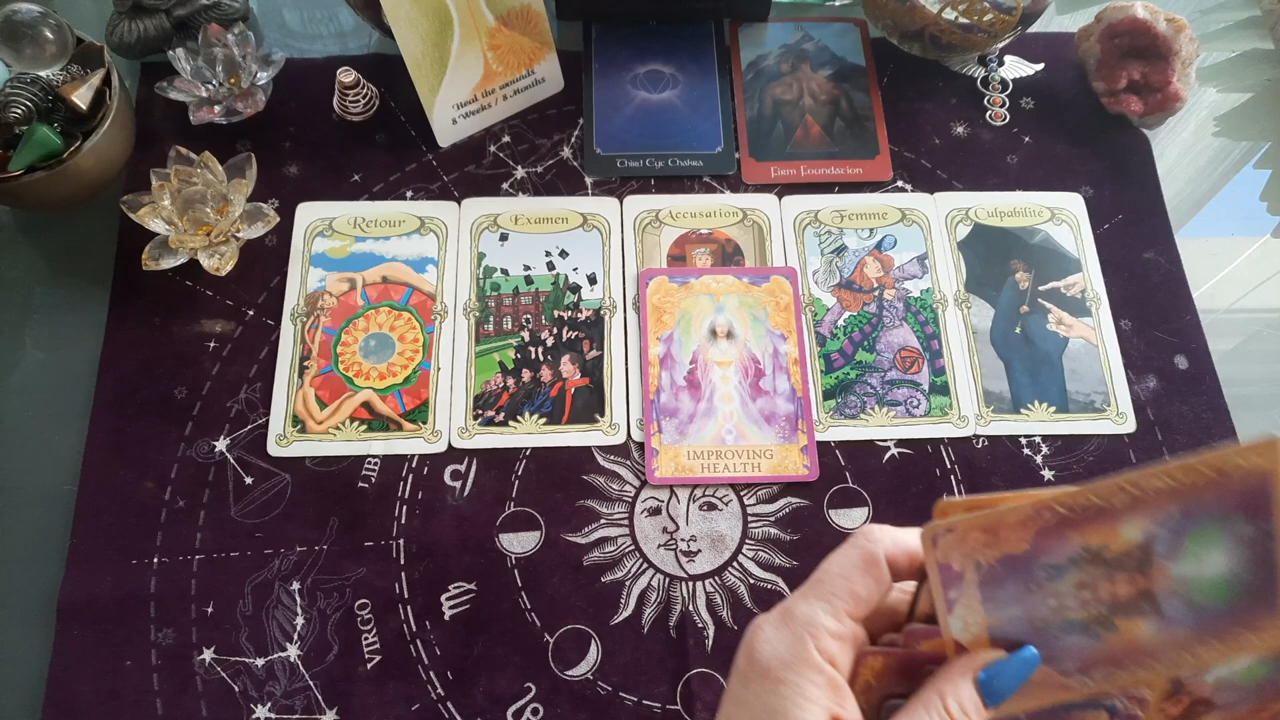 Heal the wounds
8 Weeks / 8 Months
Third Eye Chakra
Firm Foundation
Retour
Examen
Accusation
Femme
Culpabilité
IMPROVING
HEALTH
LIB
VIRGO